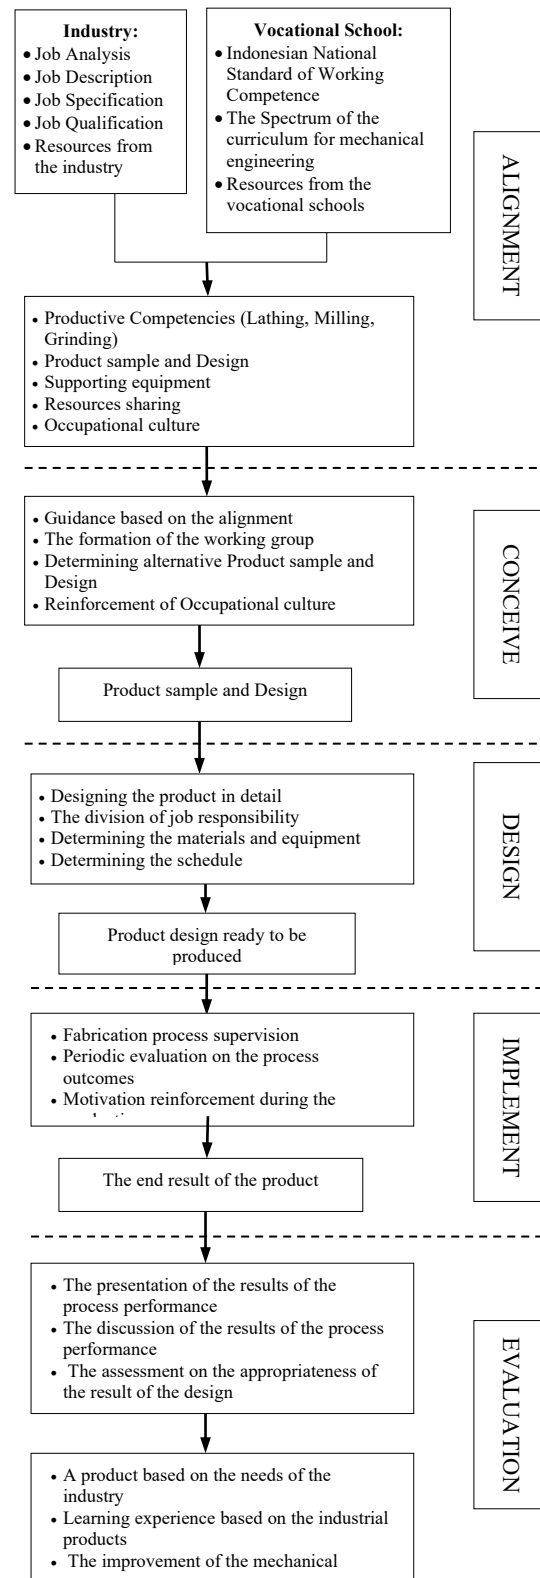 Industry:
• Job Analysis
• Job Description
• Job Specification
• Job Qualification
• Resources from
the industry
Vocational School:
• Indonesian National
Standard of Working
Competence
• The Spectrum of the
curriculum for mechanical
engineering
• Resources from the
vocational schools
ALIGNMENT
• Productive Competencies (Lathing, Milling,
Grinding)
• Product sample and Design
• Supporting equipment
• Resources sharing
• Occupational culture
• Guidance based on the alignment
• The formation of the working group
• Determining alternative Product sample and
Design
• Reinforcement of Occupational culture
CONCEIVE
Product sample and Design
• Designing the product in detail
• The division of job responsibility
• Determining the materials and equipment
• Determining the schedule
DESIGN
Product design ready to be
produced
• Fabrication process supervision
• Periodic evaluation on the process
outcomes
• Motivation reinforcement during the
IMPLEMENT
The end result of the product
• The presentation of the results of the
process performance
• The discussion of the results of the process
performance
• The assessment on the appropriateness of
the result of the design
EVALUATION
• A product based on the needs of the
industry
• Learning experience based on the industrial
products
• The improvement of the mechanical